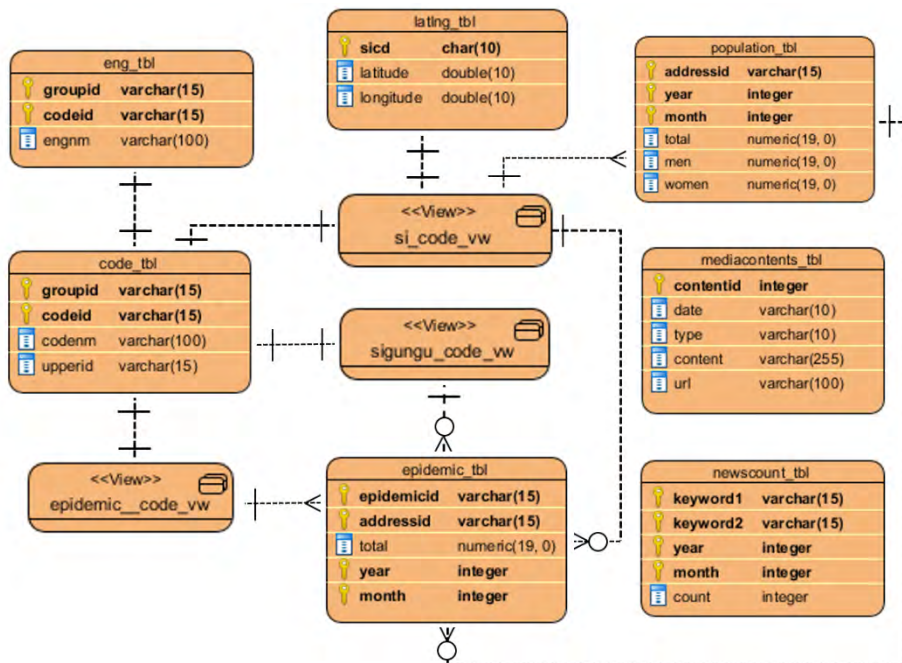 eng_tbl
groupid varchar(15)
codeid varchar(15)
engnm varchar(100)
latlng_tbl
sicd char(10)
latitude double(10)
longitude double(10)
population_tbl
addressid varchar(15)
year integer
month integer
total numeric(19, 0)
men numeric(19, 0)
women numeric(19, 0)
<<View>>
si_code_vw
code_tbl
groupid varchar(15)
codeid varchar(15)
codenm varchar(100)
upperid varchar(15)
<<View>>
sigungu_code_vw
mediacontents_tbl
contentid integer
date varchar(10)
type varchar(10)
content varchar(255)
url varchar(100)
<<View>>
epidemic__code_vw
epidemic_tbl
epidemicid varchar(15)
addressid varchar(15)
total numeric(19, 0)
year integer
month integer
newscount_tbl
keyword1 varchar(15)
keyword2 varchar(15)
year integer
month integer
count integer